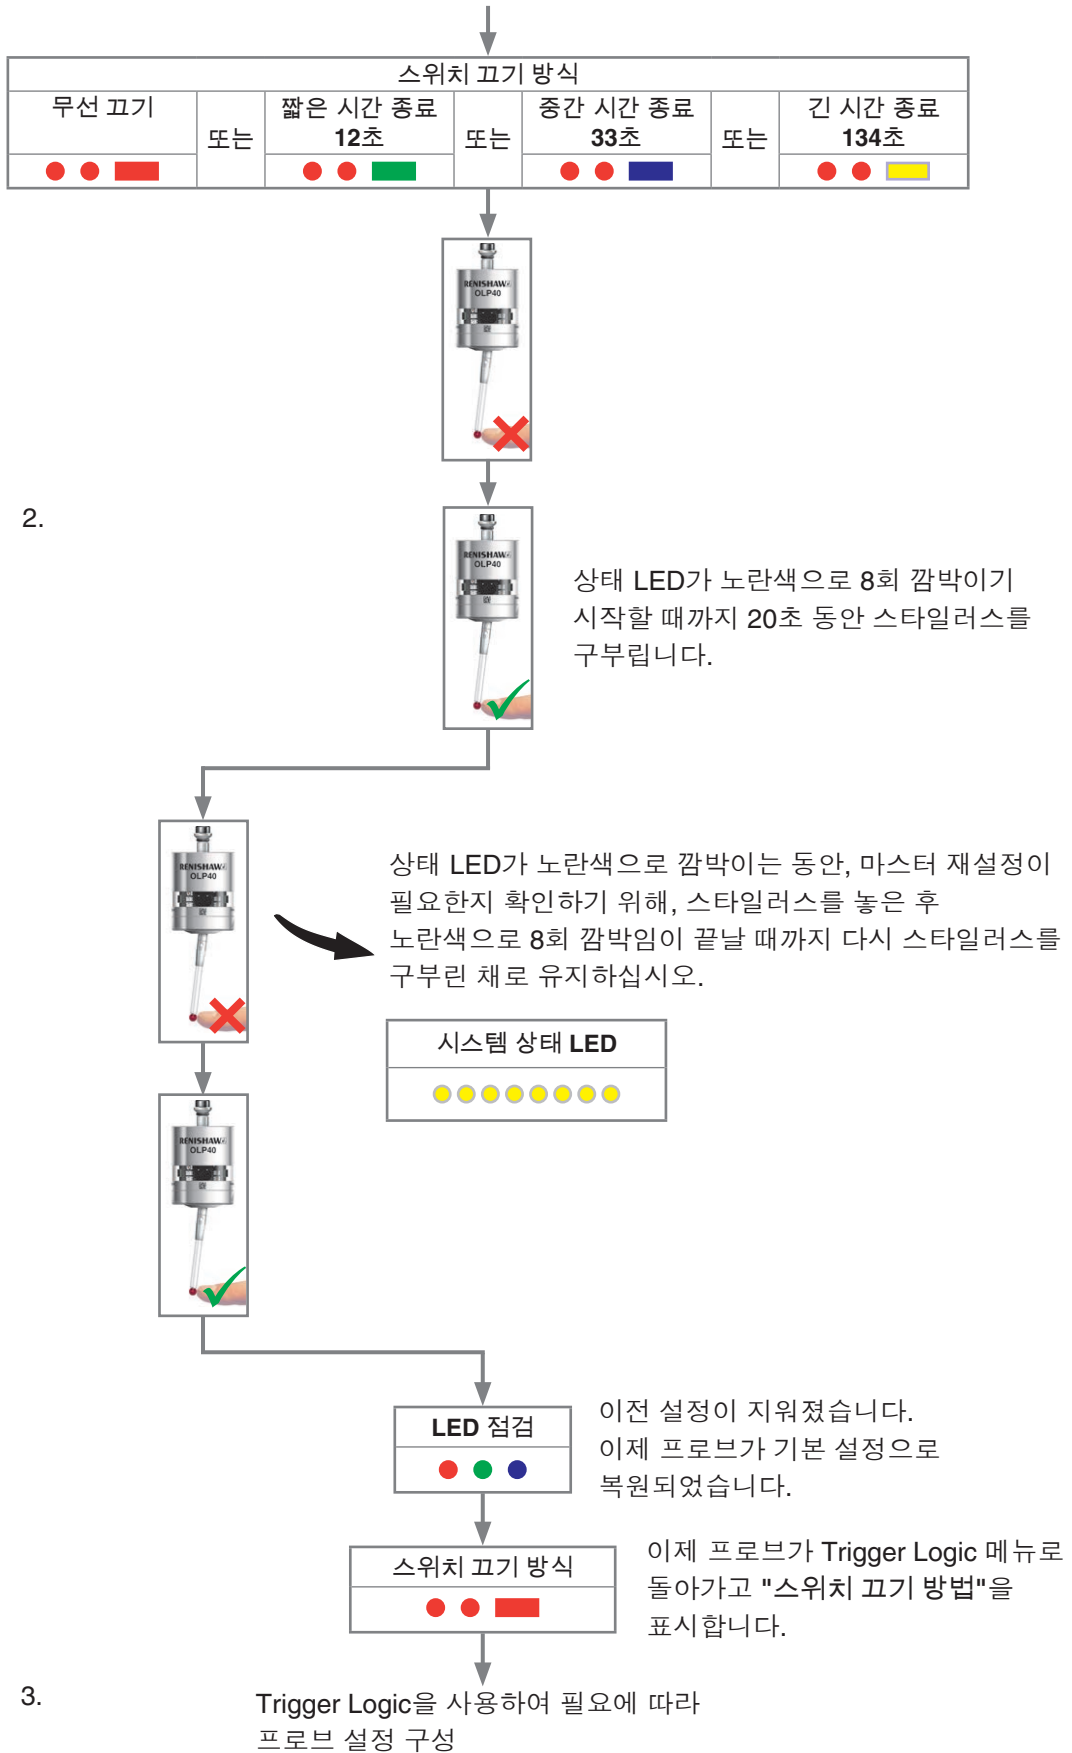 스위치 끄기 방식
무선 끄기
또는
짧은 시간 종료
12초
또는
중간 시간 종료
33초
또는
긴 시간 종료
134초
RENISHAW
OLP40
2.
RENISHAW
OLP40
상태 LED가 노란색으로 8회 깜박이기
시작할 때까지 20초 동안 스타일러스를
구부립니다.
RENISHAW
OLP40
상태 LED가 노란색으로 깜박이는 동안, 마스터 재설정이
필요한지 확인하기 위해, 스타일러스를 놓은 후
노란색으로 8회 깜박임이 끝날 때까지 다시 스타일러스를
구부린 채로 유지하십시오.
시스템 상태 LED
RENISHAW
OLP40
LED 점검
이전 설정이 지워졌습니다.
이제 프로브가 기본 설정으로
복원되었습니다.
스위치 끄기 방식
이제 프로브가 Trigger Logic 메뉴로
돌아가고 "스위치 끄기 방법"을
표시합니다.
3.
Trigger Logic을 사용하여 필요에 따라
프로브 설정 구성